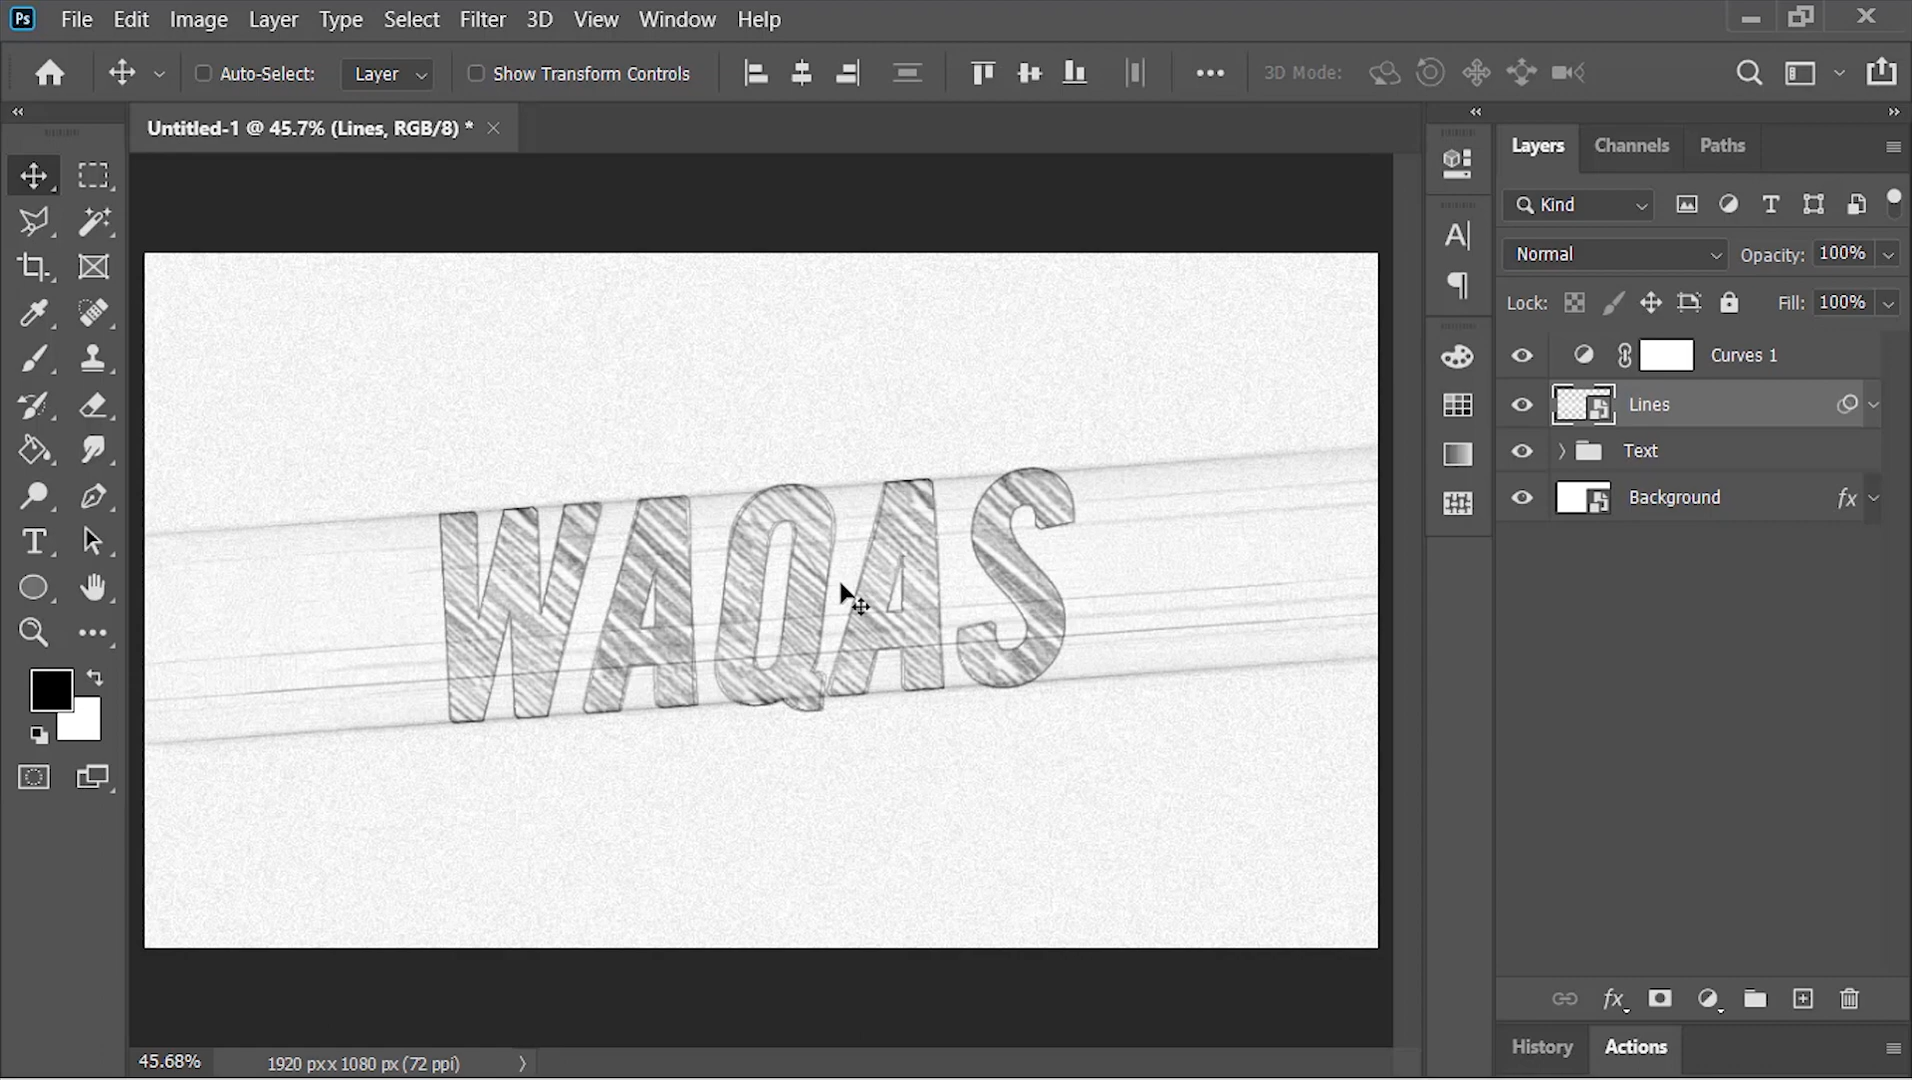 Ps File Edit Image Layer Type Select Filter 3D View Window Help
Auto-Select: Layer Show Transform Controls 3D Mode:
Untitled-1 @ 45.7% (Lines, RGB/8) *
Layers Channels Paths
Kind
Normal Opacity: 100%
Lock: Fill: 100%
Curves 1
Lines
Text
Background fx
WAQAS
fx
History Actions
45.68% 1920 px x 1080 px (72 ppi)